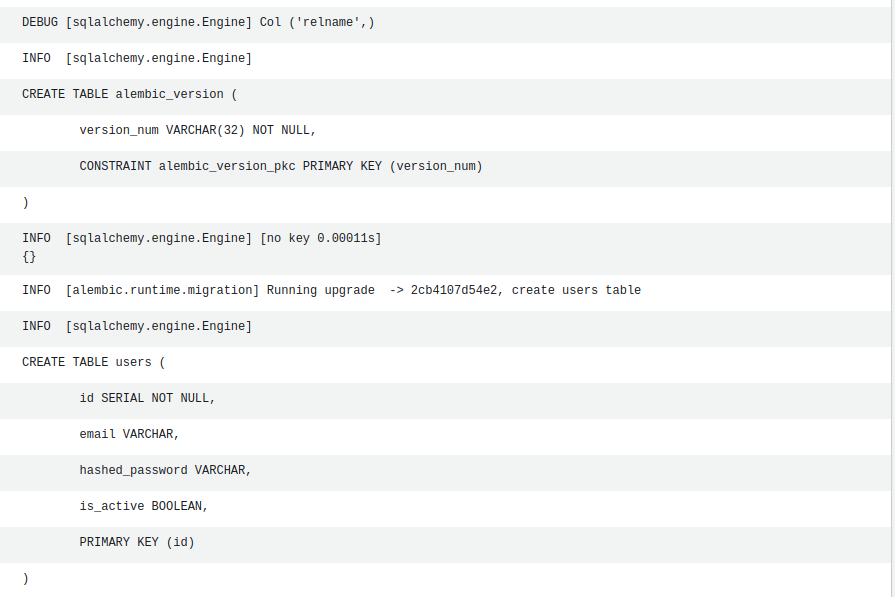 DEBUG [sqlalchemy.engine.Engine] Col ('relname',)
INFO  [sqlalchemy.engine.Engine]
CREATE TABLE alembic_version (
        version_num VARCHAR(32) NOT NULL,
        CONSTRAINT alembic_version_pkc PRIMARY KEY (version_num)
)
INFO  [sqlalchemy.engine.Engine] [no key 0.00011s]
{}
INFO  [alembic.runtime.migration] Running upgrade  -> 2cb4107d54e2, create users table
INFO  [sqlalchemy.engine.Engine]
CREATE TABLE users (
        id SERIAL NOT NULL,
        email VARCHAR,
        hashed_password VARCHAR,
        is_active BOOLEAN,
        PRIMARY KEY (id)
)